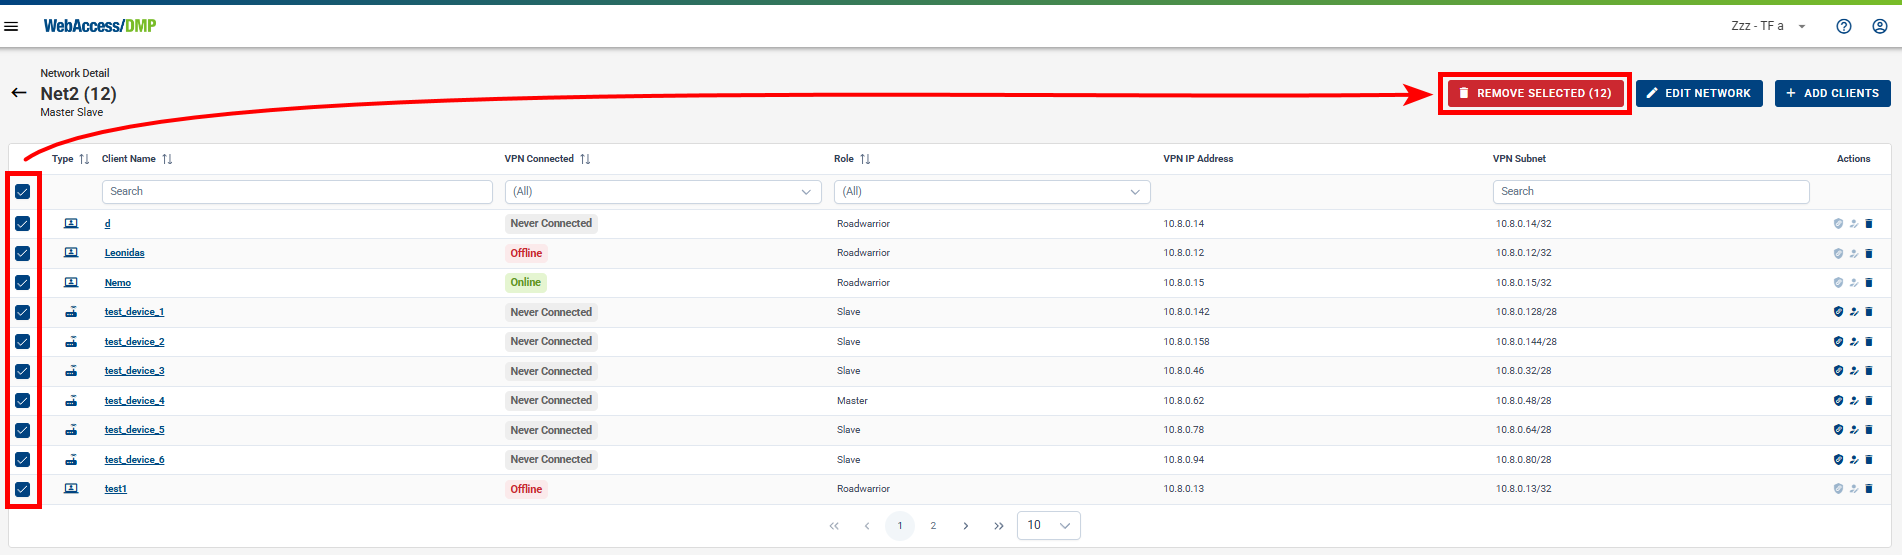 WebAccess/DMP
Zzz - TF a
Network Detail
Net2 (12)
Master Slave
REMOVE SELECTED (12)
EDIT NETWORK
ADD CLIENTS
Type Client Name VPN Connected Role VPN IP Address VPN Subnet Actions
Search (All) (All) Search
d Never Connected Roadwarrior 10.8.0.14 10.8.0.14/32
Leonidas Offline Roadwarrior 10.8.0.12 10.8.0.12/32
Nemo Online Roadwarrior 10.8.0.15 10.8.0.15/32
test_device_1 Never Connected Slave 10.8.0.142 10.8.0.128/28
test_device_2 Never Connected Slave 10.8.0.158 10.8.0.144/28
test_device_3 Never Connected Slave 10.8.0.46 10.8.0.32/28
test_device_4 Never Connected Master 10.8.0.62 10.8.0.48/28
test_device_5 Never Connected Slave 10.8.0.78 10.8.0.64/28
test_device_6 Never Connected Slave 10.8.0.94 10.8.0.80/28
test1 Offline Roadwarrior 10.8.0.13 10.8.0.13/32
1 2 10